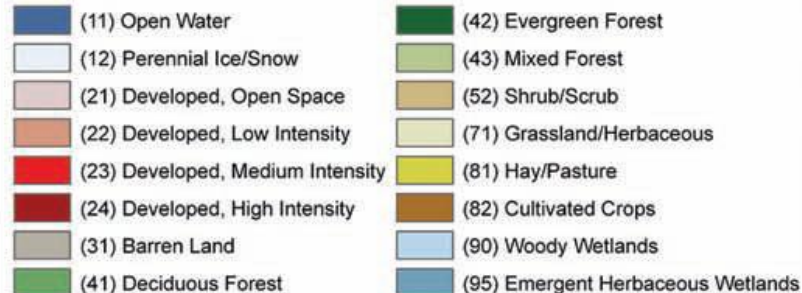 (11) Open Water
(12) Perennial Ice/Snow
(21) Developed, Open Space
(22) Developed, Low Intensity
(23) Developed, Medium Intensity
(24) Developed, High Intensity
(31) Barren Land
(41) Deciduous Forest
(42) Evergreen Forest
(43) Mixed Forest
(52) Shrub/Scrub
(71) Grassland/Herbaceous
(81) Hay/Pasture
(82) Cultivated Crops
(90) Woody Wetlands
(95) Emergent Herbaceous Wetlands